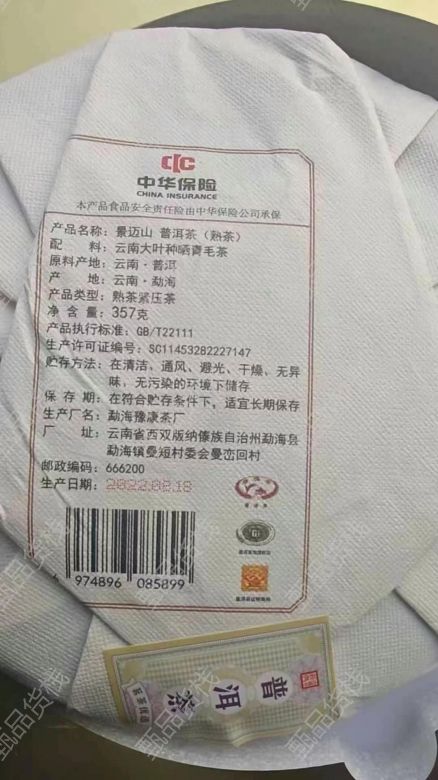 中华保险
CHINA INSURANCE
本产品食品安全责任险由中华保险公司承保
产品名称：景迈山 普洱茶（熟茶）
配 料：云南大叶种晒青毛茶
原料产地：云南·普洱
产 地：云南·勐海
产品类型：熟茶紧压茶
净 含 量：357克
产品执行标准：GB/T22111
生产许可证编号：SC11453282227147
贮存方法：在清洁、通风、避光、干燥、无异
味，无污染的环境下储存
保 存 期：在符合贮存条件下，适宜长期保存
生产厂名：勐海豫康茶厂
厂 址：云南省西双版纳傣族自治州勐海县
勐海镇曼短村委会曼峦回村
邮政编码：666200
生产日期：2022.08.18
6 974896 085899
普洱茶
甄品货栈